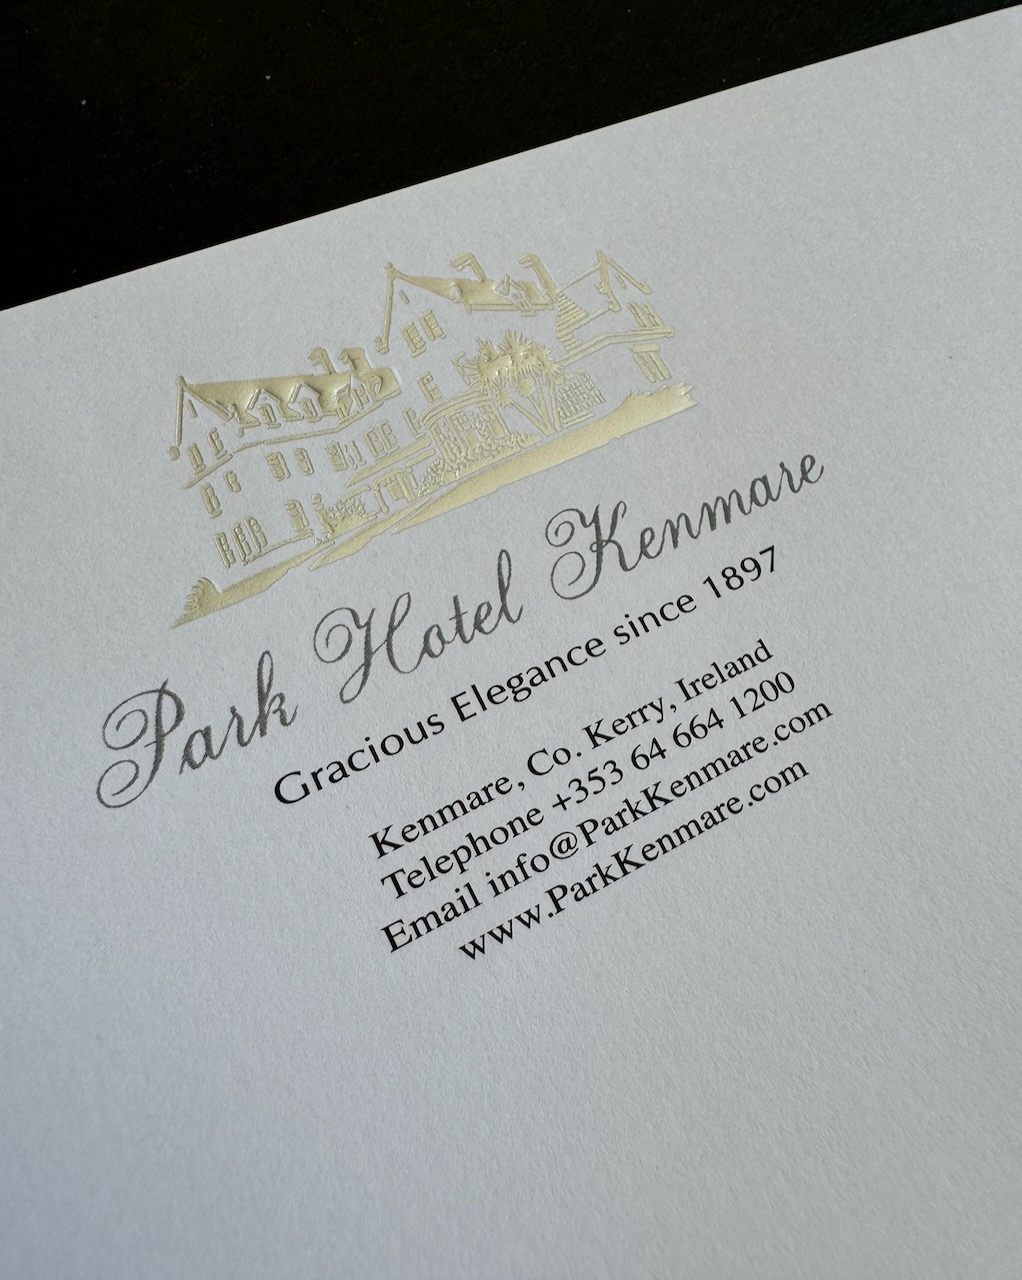 Park Hotel Kenmare
Gracious Elegance since 1897
Kenmare, Co. Kerry, Ireland
Telephone +353 64 664 1200
Email info@ParkKenmare.com
www.ParkKenmare.com